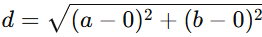 d = √(a − 0)² + (b − 0)²